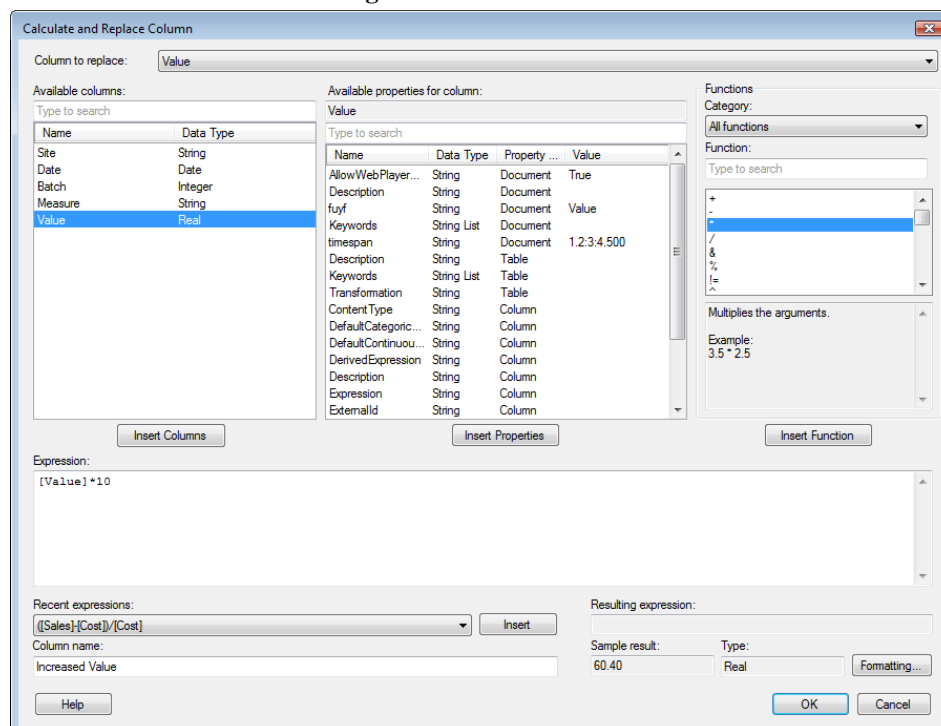 Calculate and Replace Column
Column to replace:
Value
Available columns:
Type to search
Name Data Type
Site String
Date Date
Batch Integer
Measure String
Value Real
Insert Columns
Available properties for column:
Value
Type to search
Name Data Type Property ... Value
AllowWebPlayer... String Document True
Description String Document
fuyf String Document Value
Keywords String List Document
timespan String Document 1.2:3:4.500
Description String Table
Keywords String List Table
Transformation String Table
ContentType String Column
DefaultCategoric... String Column
DefaultContinuou... String Column
DerivedExpression String Column
Description String Column
Expression String Column
ExternalId String Column
Insert Properties
Functions
Category:
All functions
Function:
Type to search
+
-
*
/
&
%
!=
^
Multiplies the arguments.
Example:
3.5 * 2.5
Insert Function
Expression:
[Value]*10
Recent expressions:
([Sales]-[Cost])/[Cost]
Insert
Column name:
Increased Value
Resulting expression:
Sample result: Type:
60.40 Real
Formatting...
Help
OK
Cancel